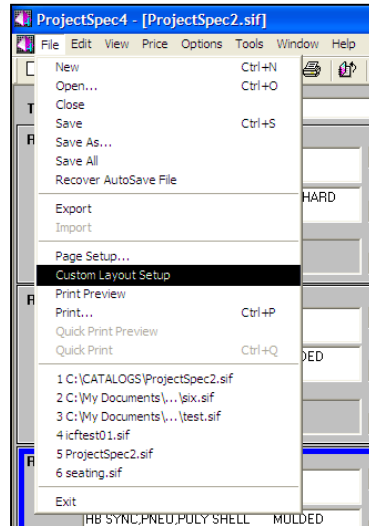 ProjectSpec4 - [ProjectSpec2.sif]
File Edit View Price Options Tools Window Help
New Ctrl+N
Open... Ctrl+O
Close
Save Ctrl+S
Save As...
Save All
Recover AutoSave File
Export
Import
Page Setup...
Custom Layout Setup
Print Preview
Print... Ctrl+P
Quick Print Preview
Quick Print Ctrl+Q
1 C:\CATALOGS\ProjectSpec2.sif
2 C:\My Documents\...\six.sif
3 C:\My Documents\...\test.sif
4 icftest01.sif
5 ProjectSpec2.sif
6 seating.sif
Exit
T
R
HARD
R
DED
R
HB SYNC,PNEU,POLY SHELL MOLDED